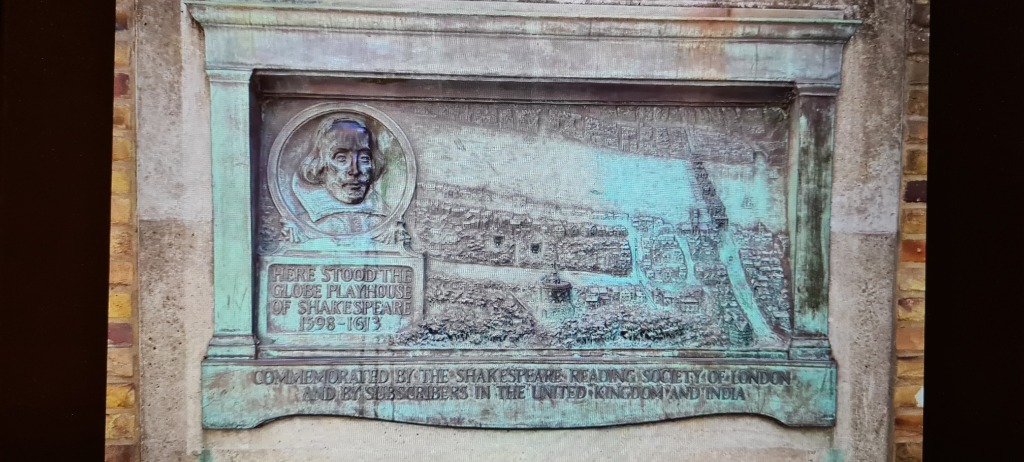 HERE STOOD THE
GLOBE PLAYHOUSE
OF SHAKESPEARE
1598-1613
COMMEMORATED BY THE SHAKESPEARE READING SOCIETY OF LONDON
AND BY SUBSCRIBERS IN THE UNITED KINGDOM AND INDIA